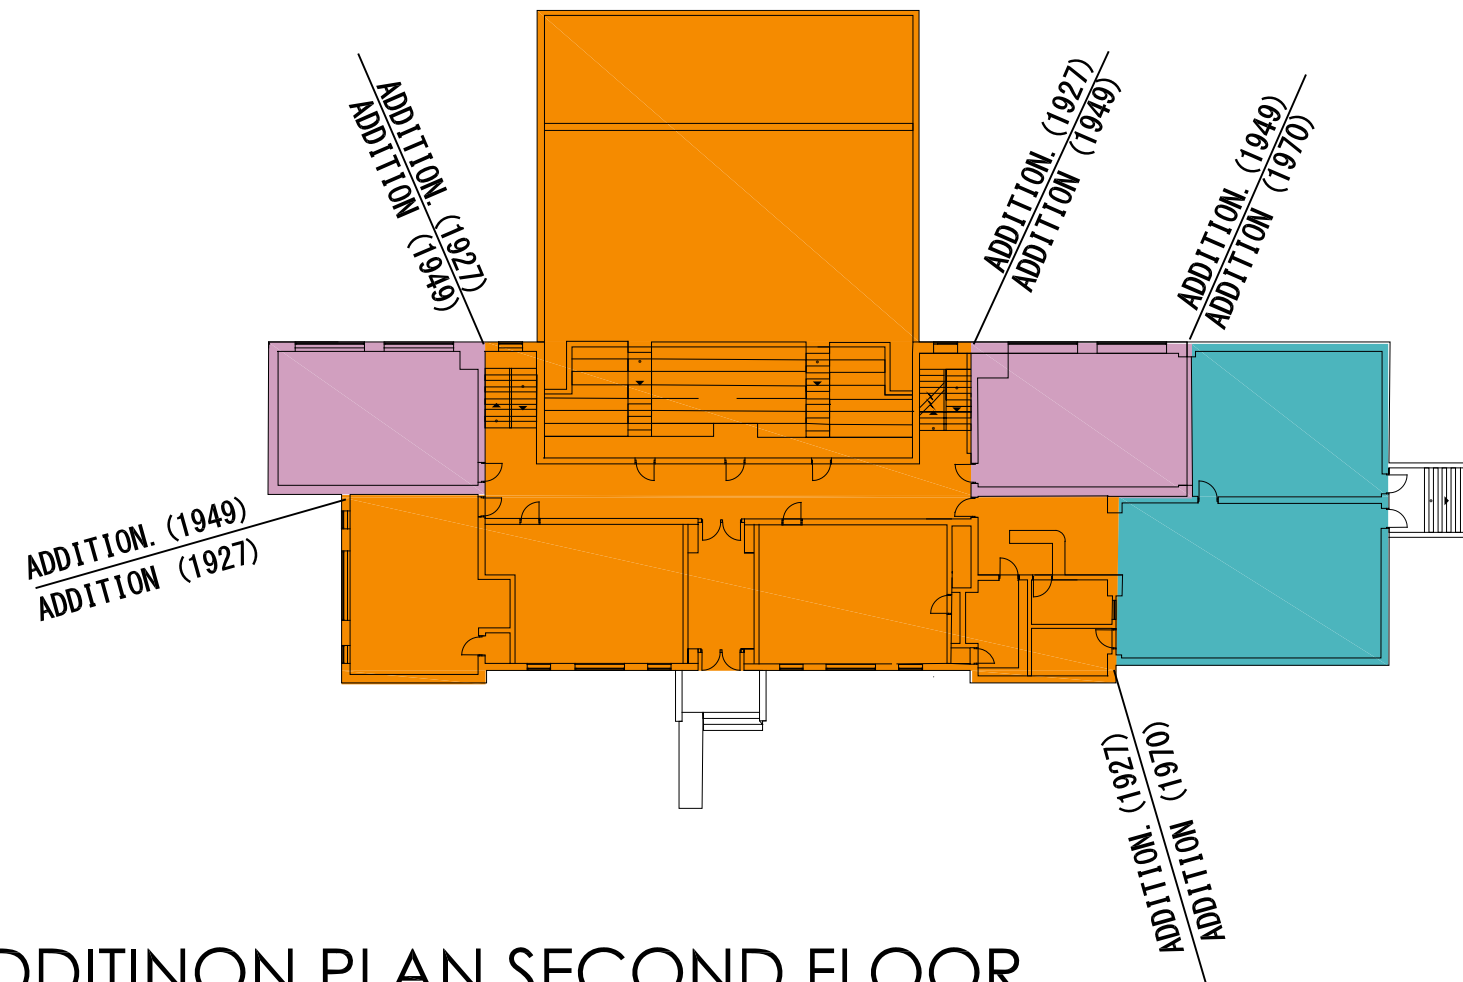 ADDITION. (1927)
ADDITION (1949)
ADDITION. (1927)
ADDITION (1949)
ADDITION. (1949)
ADDITION (1970)
ADDITION. (1949)
ADDITION (1927)
ADDITION (1970)
ADDITION. (1927)
DDITINON PLAN SECOND FLOOR